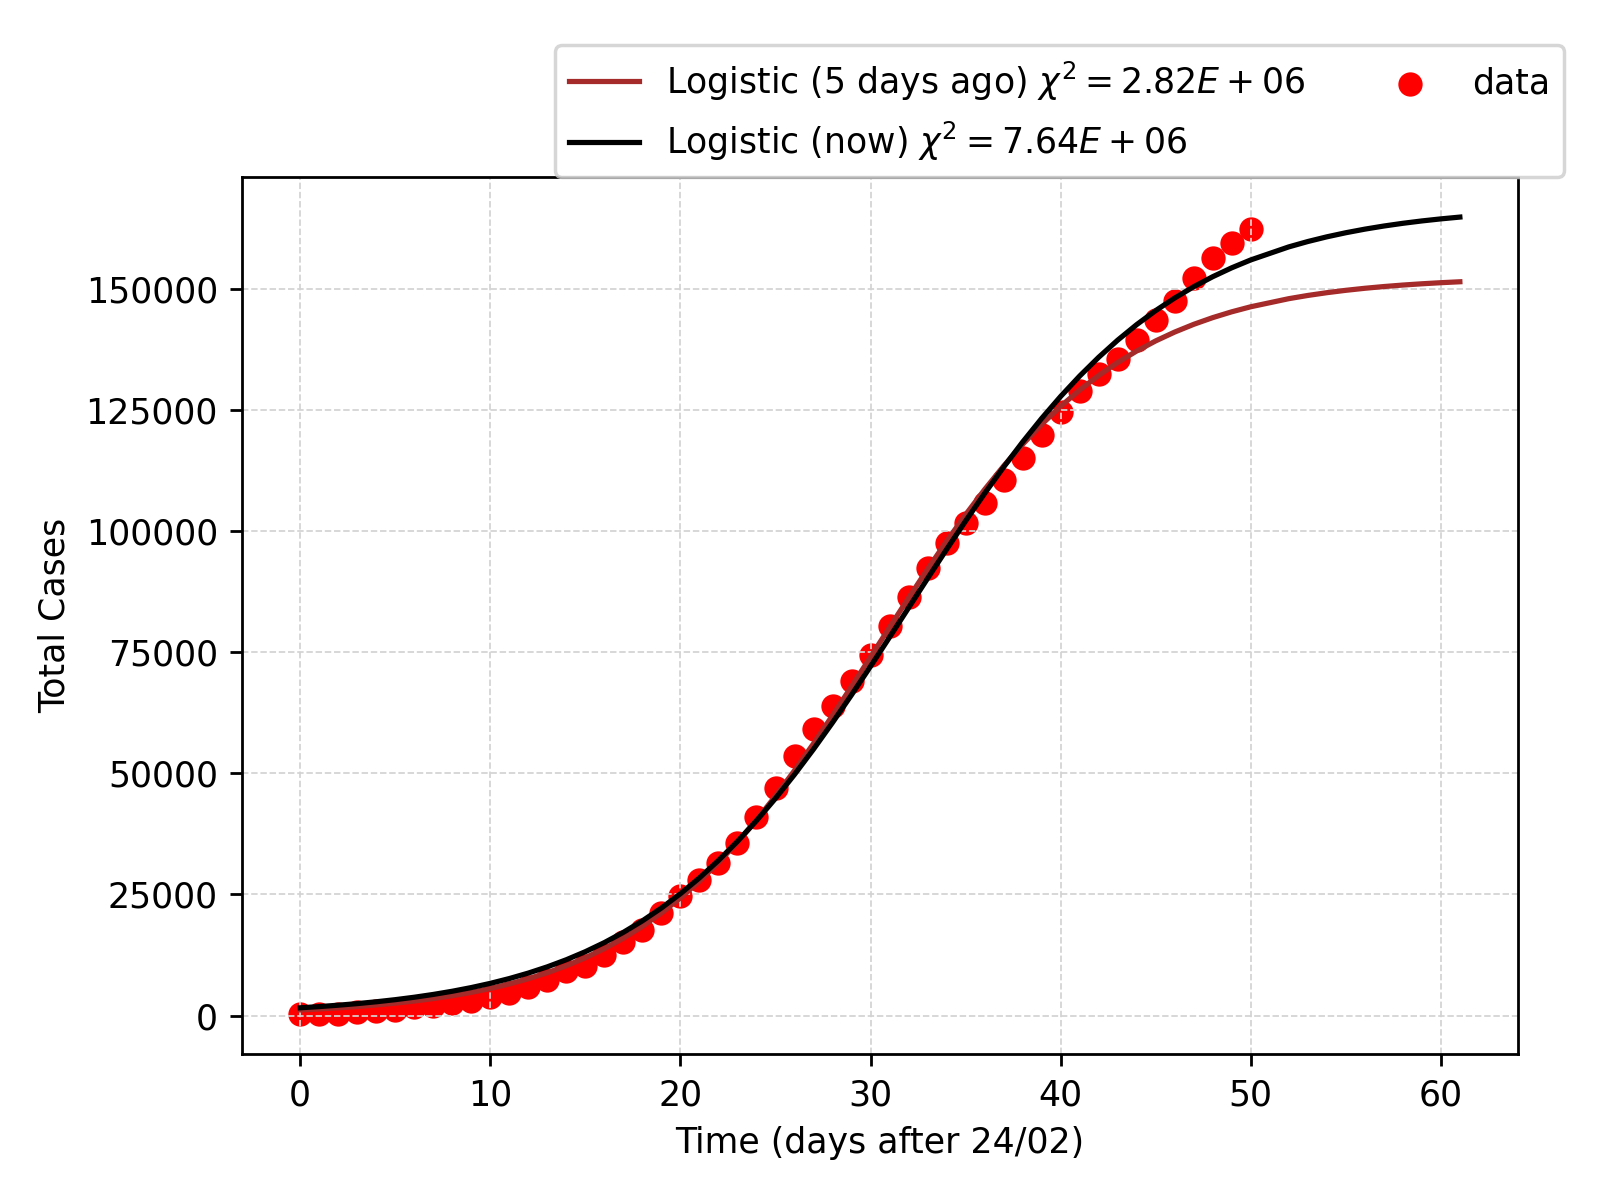 Logistic (5 days ago) χ² = 2.82E + 06
data
Logistic (now) χ² = 7.64E + 06
150000
125000
100000
75000
50000
25000
0
Total Cases
0 10 20 30 40 50 60
Time (days after 24/02)